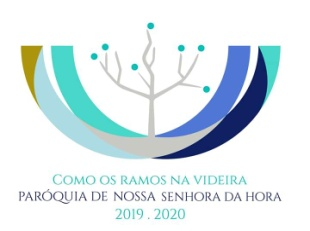 COMO OS RAMOS NA VIDEIRA
PARÓQUIA DE NOSSA SENHORA DA HORA
2019 . 2020